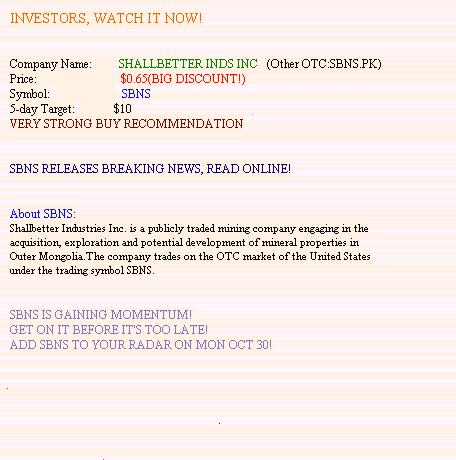 INVESTORS, WATCH IT NOW!
Company Name: SHALLBETTER INDS INC (Other OTC:SBNS.PK)
Price: $0.65(BIG DISCOUNT!)
Symbol: SBNS
5-day Target: $10
VERY STRONG BUY RECOMMENDATION
SBNS RELEASES BREAKING NEWS, READ ONLINE!
About SBNS:
Shallbetter Industries Inc. is a publicly traded mining company engaging in the
acquisition, exploration and potential development of mineral properties in
Outer Mongolia.The company trades on the OTC market of the United States
under the trading symbol SBNS.
SBNS IS GAINING MOMENTUM!
GET ON IT BEFORE IT'S TOO LATE!
ADD SBNS TO YOUR RADAR ON MON OCT 30!